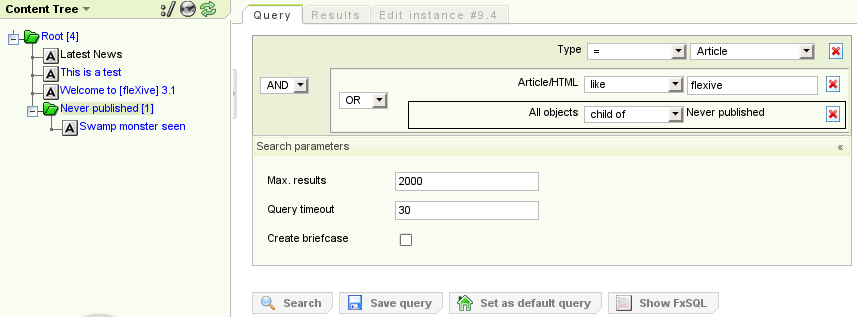 Content Tree
Root [4]
A Latest News
A This is a test
A Welcome to [fleXive] 3.1
Never published [1]
A Swamp monster seen
Query Results Edit instance #9.4
Type = Article
AND
Article/HTML like flexive
OR
All objects child of Never published
Search parameters «
Max. results 2000
Query timeout 30
Create briefcase
Search Save query Set as default query Show FxSQL